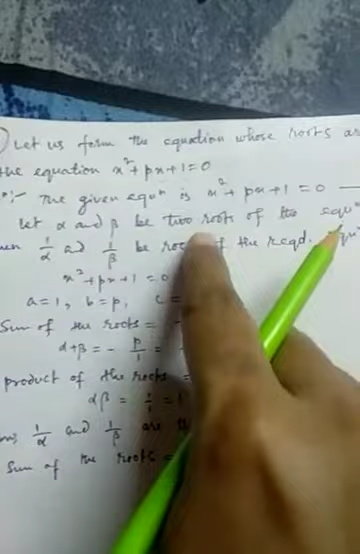 Let us form the equation whose roots are
the equation x² + px + 1 = 0
:- The given equⁿ is x² + px + 1 = 0
Let α and β be two roots of the equⁿ
1/α and 1/β be the reqd.
x² + px + 1 = 0
a = 1, b = p, c =
Sum of the roots =
α + β = - p/1 =
product of the roots =
αβ = 1/1 = 1
1/α and 1/β are
Sum of the roots =